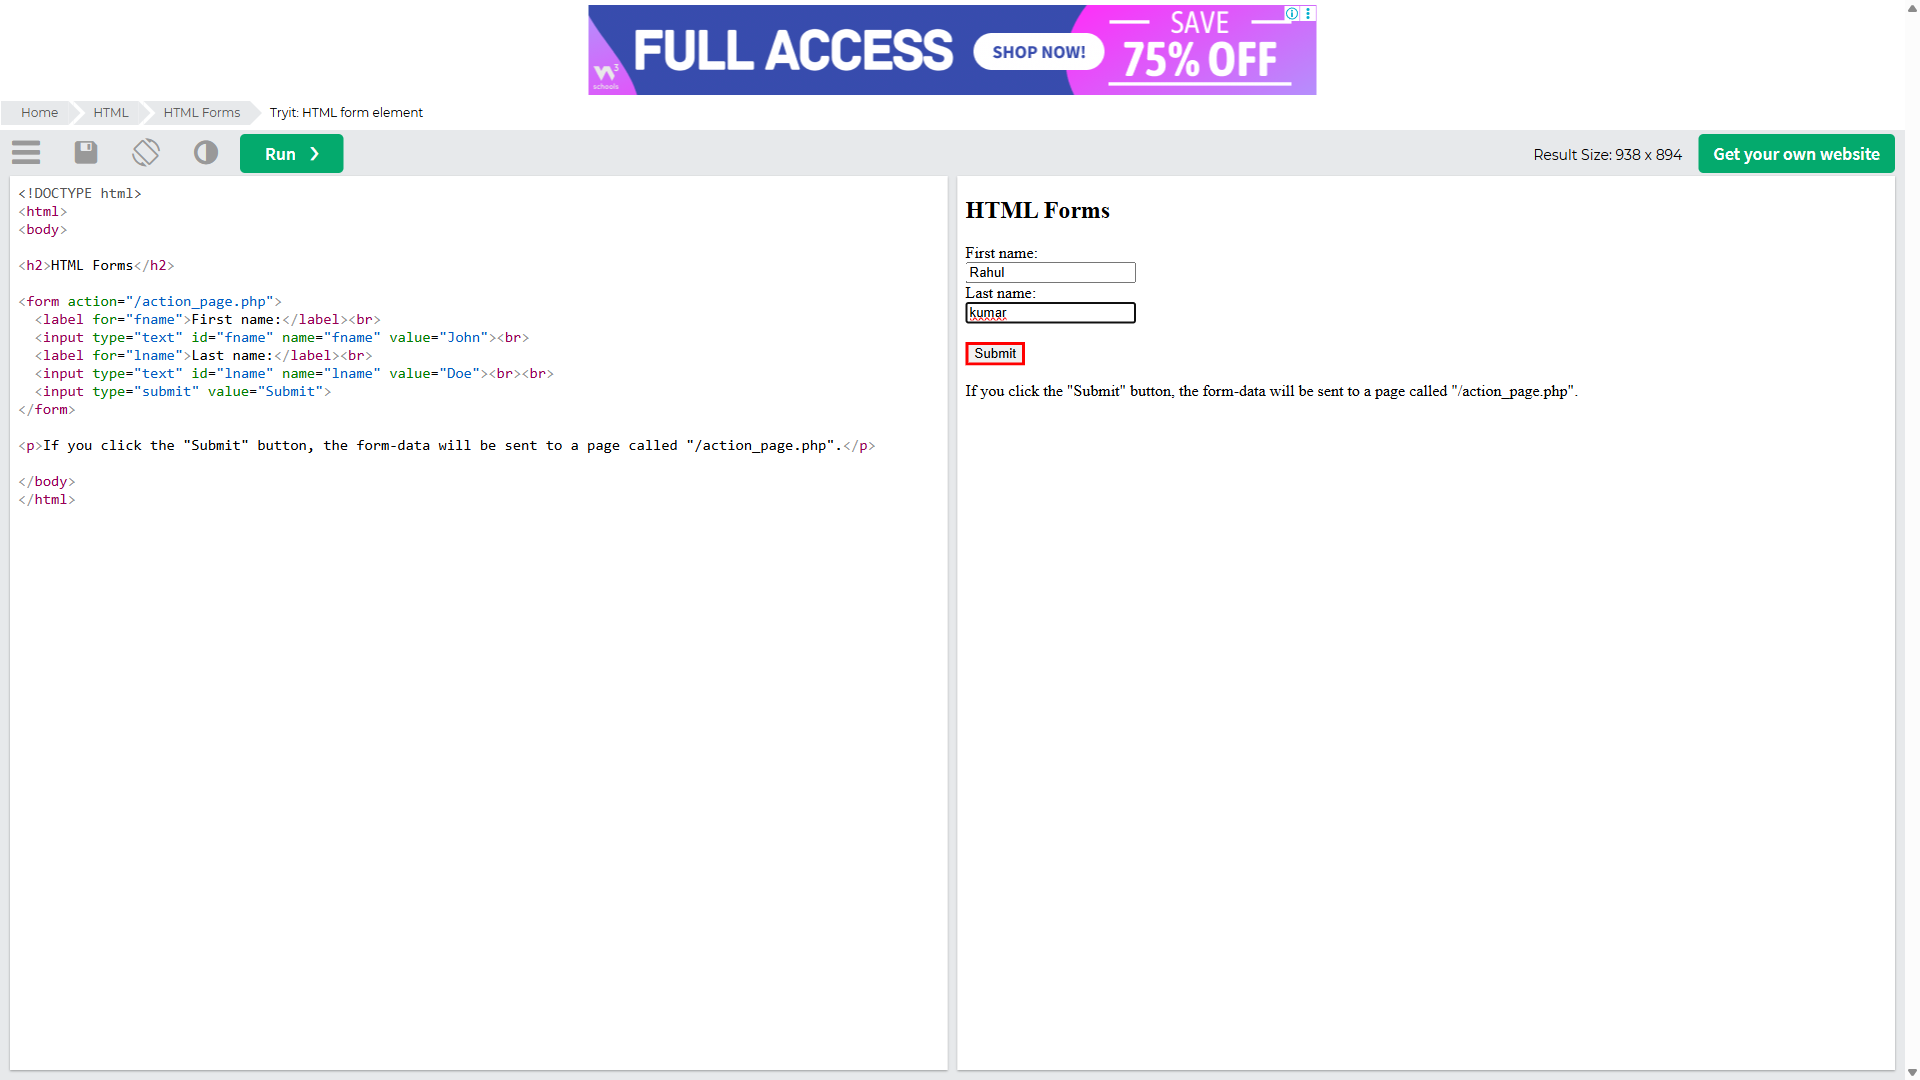 FULL ACCESS
SHOP NOW!
SAVE
75% OFF
w3
schools
Home
HTML
HTML Forms
Tryit: HTML form element
Run ❯
Result Size: 938 x 894
Get your own website
<!DOCTYPE html>
<html>
<body>
<h2>HTML Forms</h2>
<form action="/action_page.php">
<label for="fname">First name:</label><br>
<input type="text" id="fname" name="fname" value="John"><br>
<label for="lname">Last name:</label><br>
<input type="text" id="lname" name="lname" value="Doe"><br><br>
<input type="submit" value="Submit">
</form>
<p>If you click the "Submit" button, the form-data will be sent to a page called "/action_page.php".</p>
</body>
</html>
HTML Forms
First name:
Rahul
Last name:
kumar
Submit
If you click the "Submit" button, the form-data will be sent to a page called "/action_page.php".